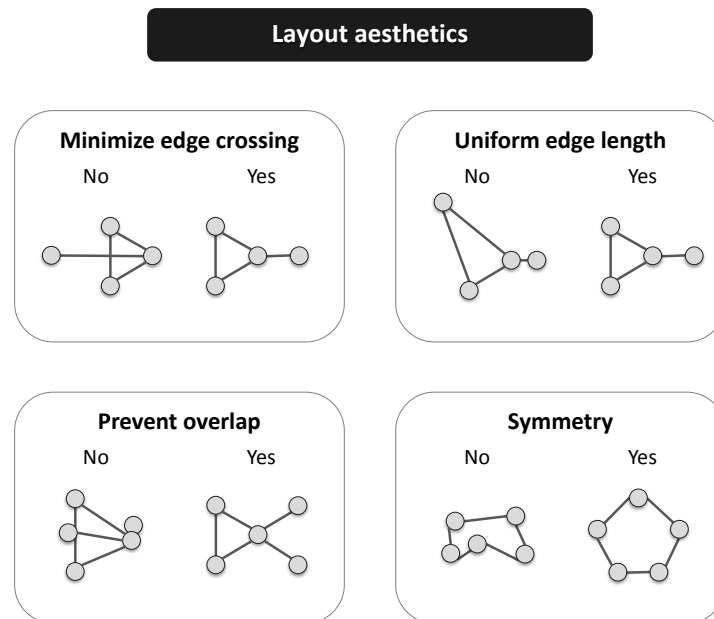 Layout aesthetics
Minimize edge crossing
No Yes
Uniform edge length
No Yes
Prevent overlap
No Yes
Symmetry
No Yes